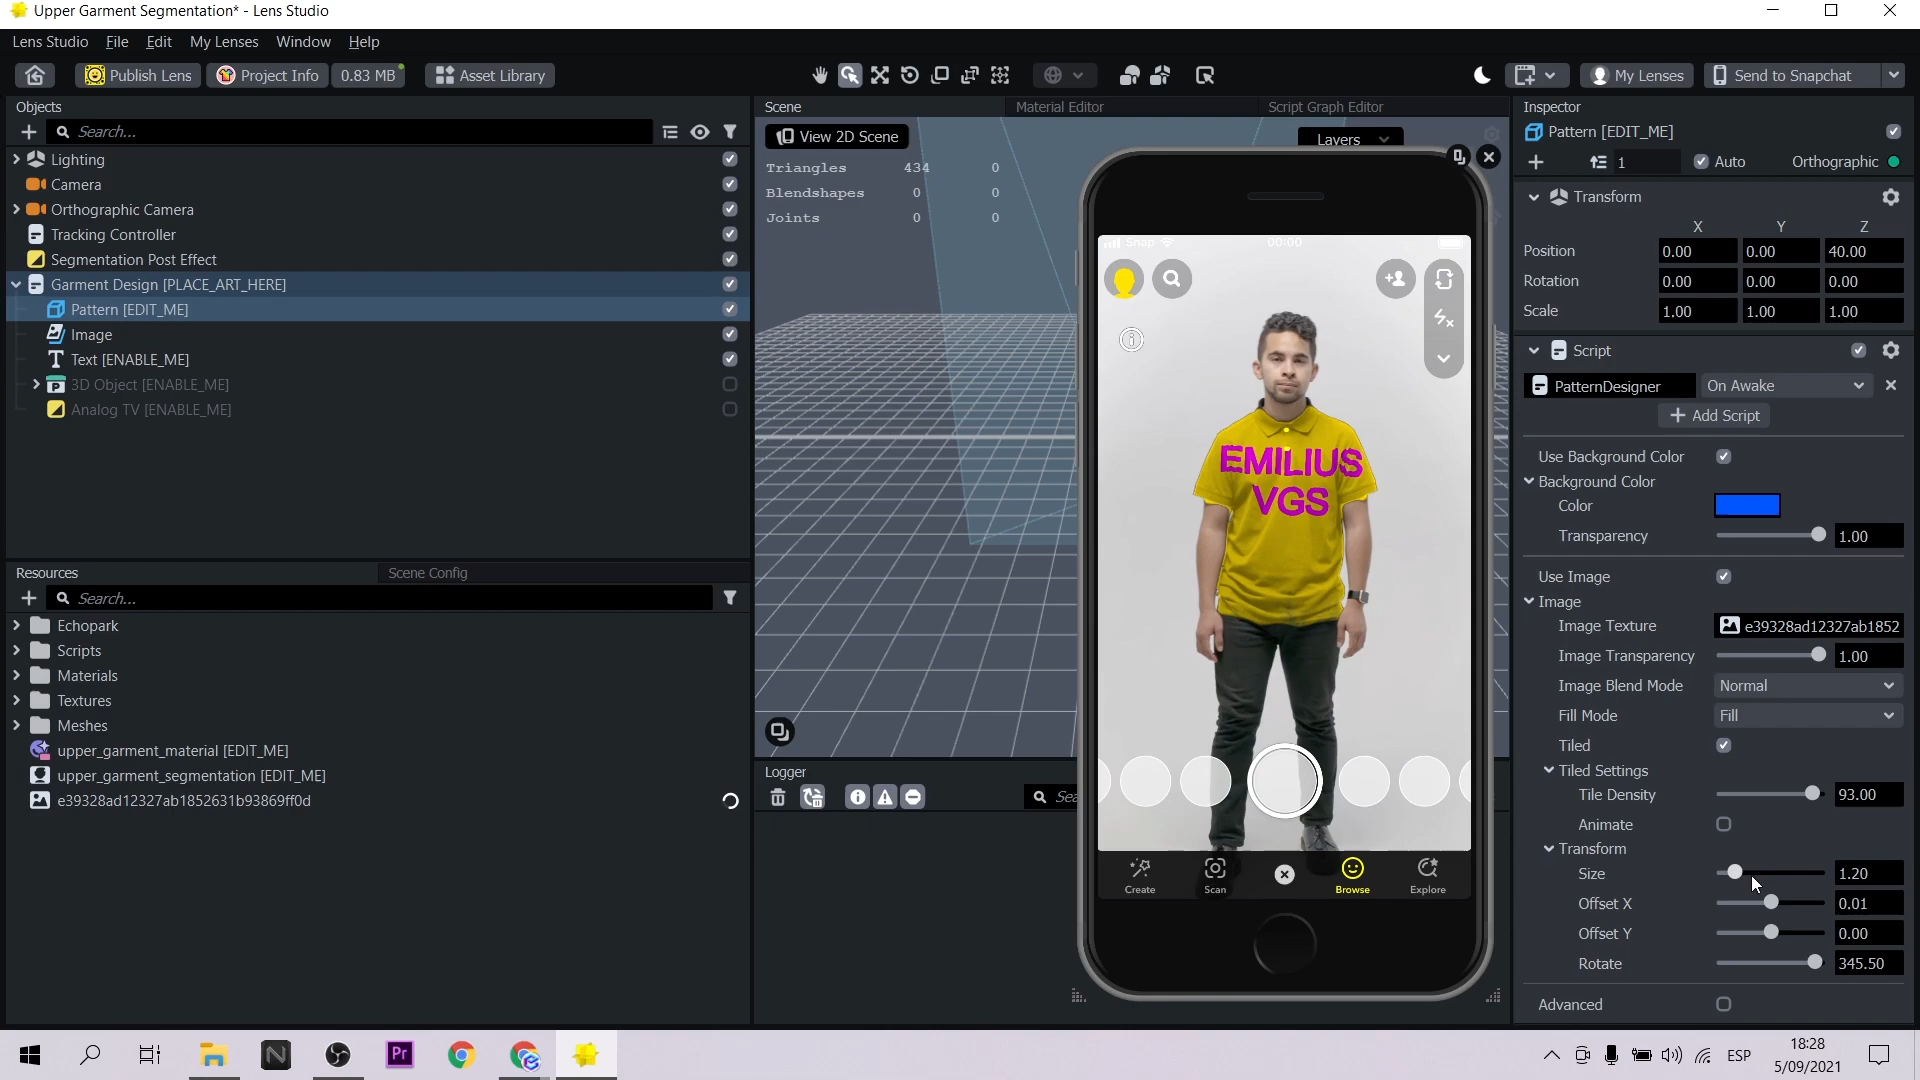 Upper Garment Segmentation* - Lens Studio
Lens Studio File Edit My Lenses Window Help
Publish Lens Project Info 0.83 MB Asset Library My Lenses Send to Snapchat
Objects
Search...
Lighting
Camera
Orthographic Camera
Tracking Controller
Segmentation Post Effect
Garment Design [PLACE_ART_HERE]
Pattern [EDIT_ME]
Image
Text [ENABLE_ME]
3D Object [ENABLE_ME]
Analog TV [ENABLE_ME]
Resources Scene Config
Search...
Echopark
Scripts
Materials
Textures
Meshes
upper_garment_material [EDIT_ME]
upper_garment_segmentation [EDIT_ME]
e39328ad12327ab1852631b93869ff0d
Scene Material Editor Script Graph Editor
View 2D Scene Layers
Triangles 434 0
Blendshapes 0 0
Joints 0 0
Snap 00:00
EMILIUS
VGS
Create Scan Browse Explore
Logger
Sea
Inspector
Pattern [EDIT_ME]
1 Auto Orthographic
Transform
X Y Z
Position 0.00 0.00 40.00
Rotation 0.00 0.00 0.00
Scale 1.00 1.00 1.00
Script
PatternDesigner On Awake
Add Script
Use Background Color
Background Color
Color
Transparency 1.00
Use Image
Image
Image Texture e39328ad12327ab1852
Image Transparency 1.00
Image Blend Mode Normal
Fill Mode Fill
Tiled
Tiled Settings
Tile Density 93.00
Animate
Transform
Size 1.20
Offset X 0.01
Offset Y 0.00
Rotate 345.50
Advanced
N Pr ESP 18:28
5/09/2021